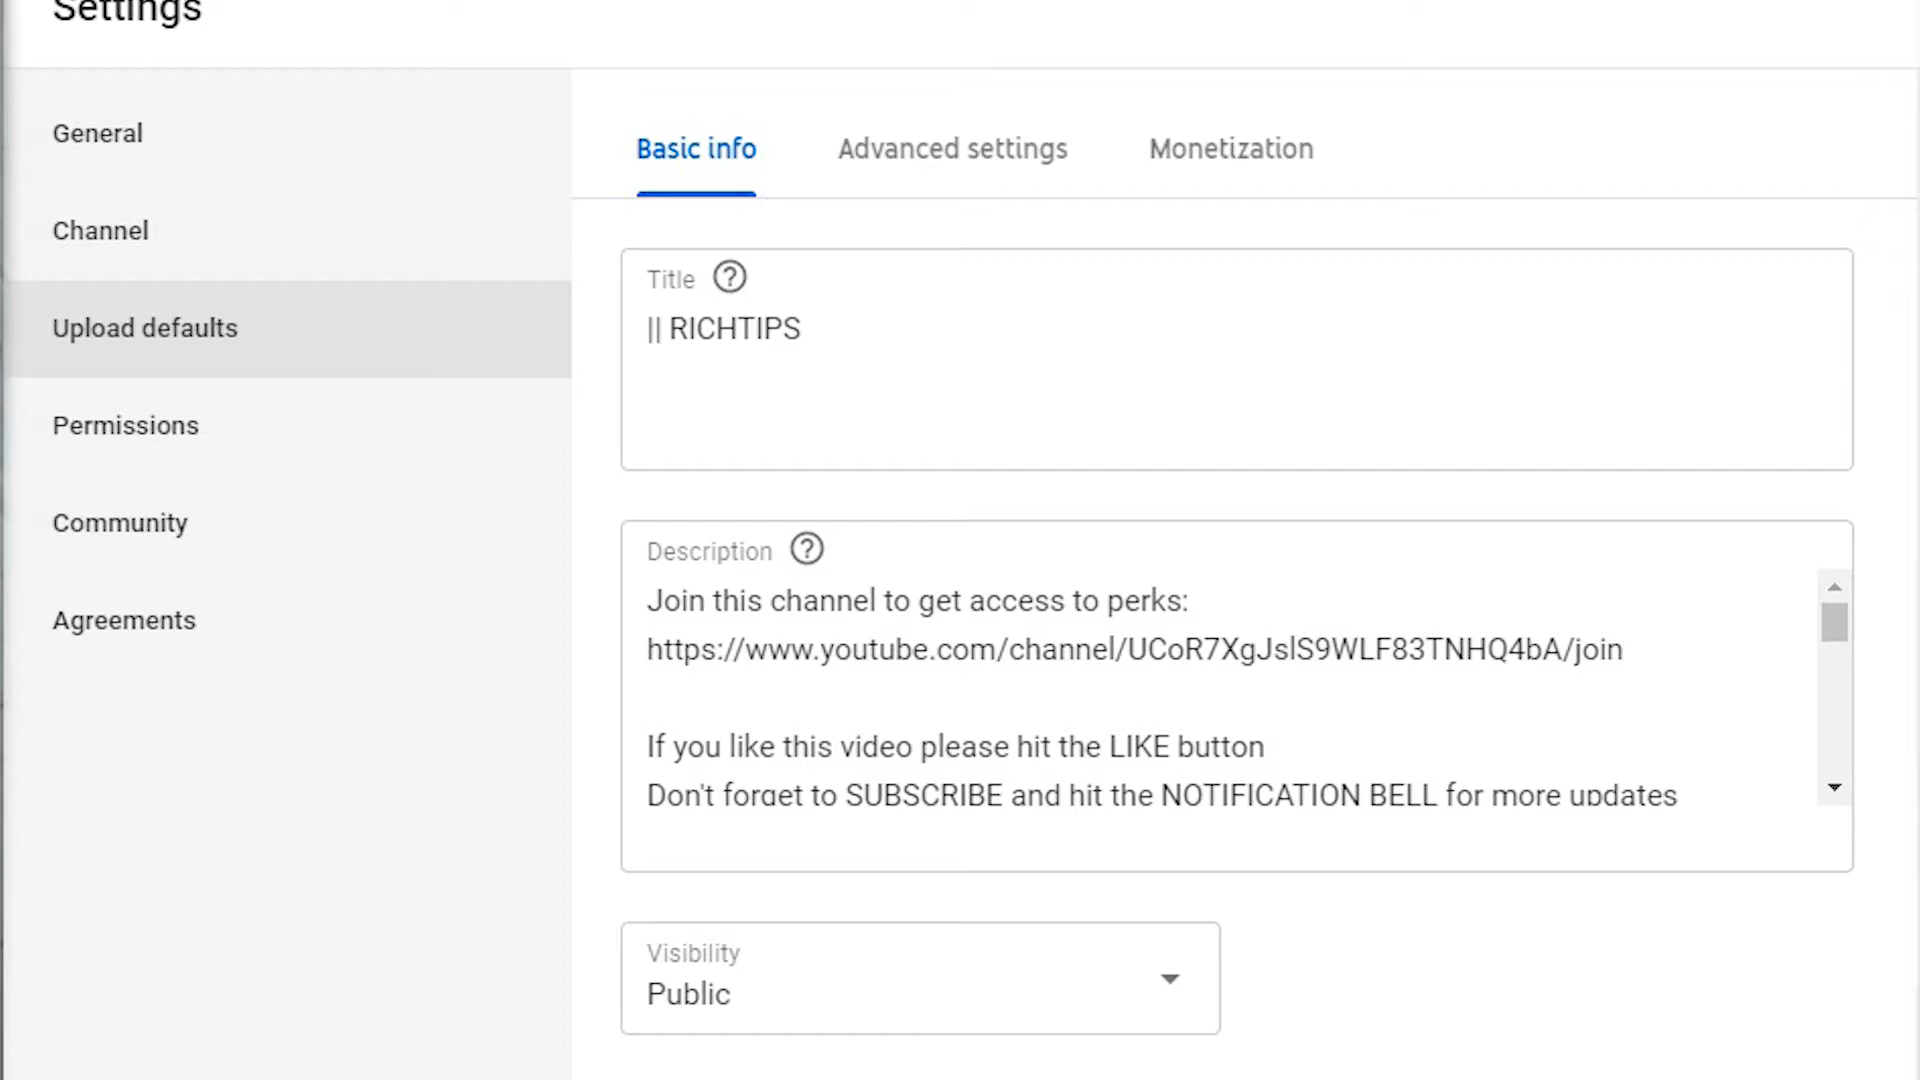 Settings
General
Channel
Upload defaults
Permissions
Community
Agreements
Basic info
Advanced settings
Monetization
Title
|| RICHTIPS
Description
Join this channel to get access to perks:
https://www.youtube.com/channel/UCoR7XgJslS9WLF83TNHQ4bA/join
If you like this video please hit the LIKE button
Don't forget to SUBSCRIBE and hit the NOTIFICATION BELL for more updates
Visibility
Public